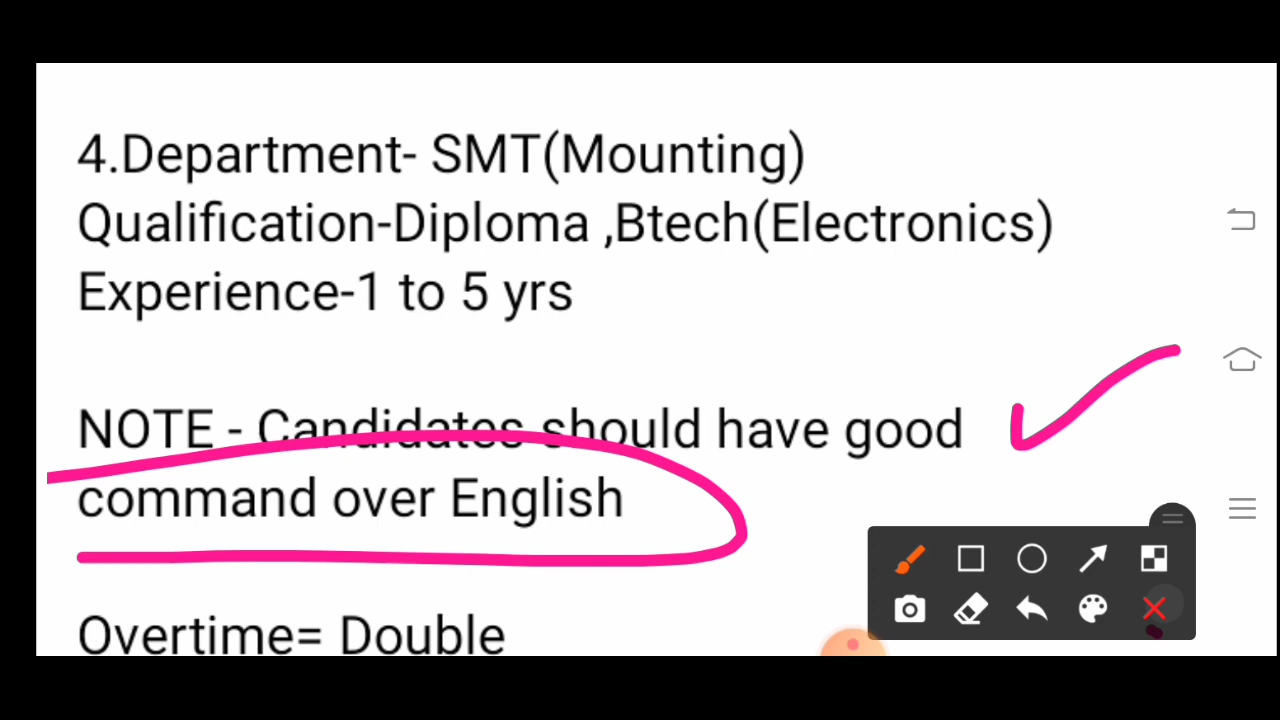 4.Department- SMT(Mounting)
Qualification-Diploma ,Btech(Electronics)
Experience-1 to 5 yrs
NOTE - Candidates should have good
command over English
Overtime= Double